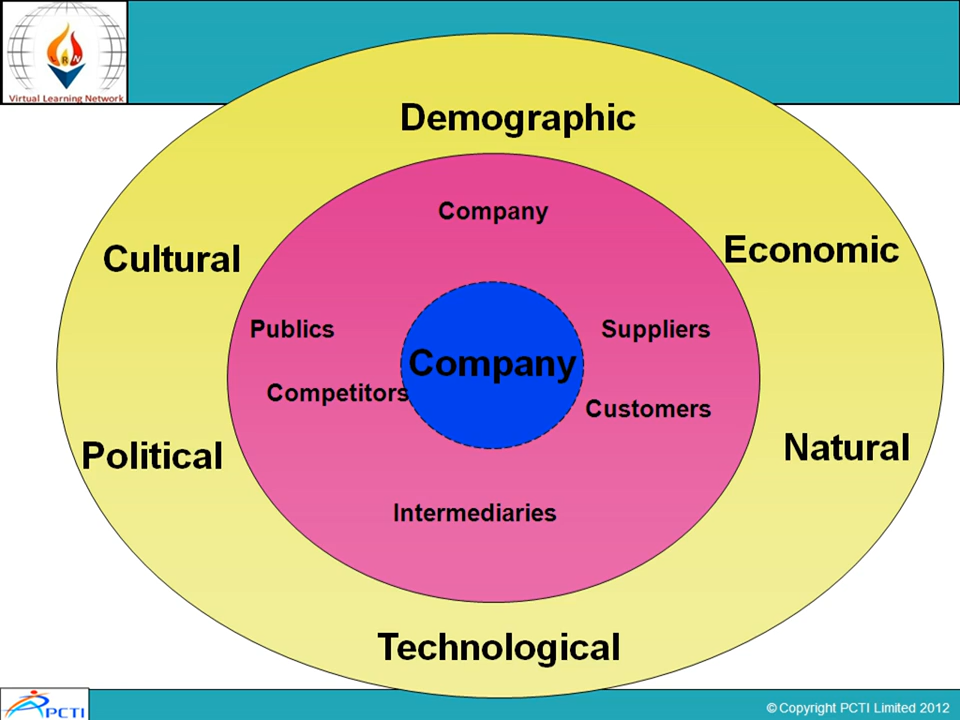 LRN
Virtual Learning Network
Demographic
Company
Cultural
Economic
Publics
Suppliers
Company
Competitors
Customers
Political
Natural
Intermediaries
Technological
PCTI
© Copyright PCTI Limited 2012